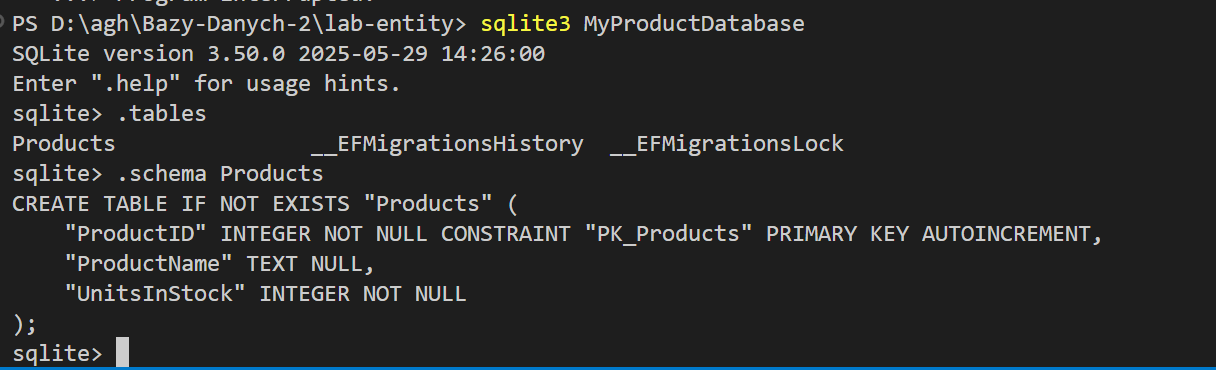 PS D:\agh\Bazy-Danych-2\lab-entity> sqlite3 MyProductDatabase
SQLite version 3.50.0 2025-05-29 14:26:00
Enter ".help" for usage hints.
sqlite> .tables
Products              __EFMigrationsHistory  __EFMigrationsLock
sqlite> .schema Products
CREATE TABLE IF NOT EXISTS "Products" (
    "ProductID" INTEGER NOT NULL CONSTRAINT "PK_Products" PRIMARY KEY AUTOINCREMENT,
    "ProductName" TEXT NULL,
    "UnitsInStock" INTEGER NOT NULL
);
sqlite>